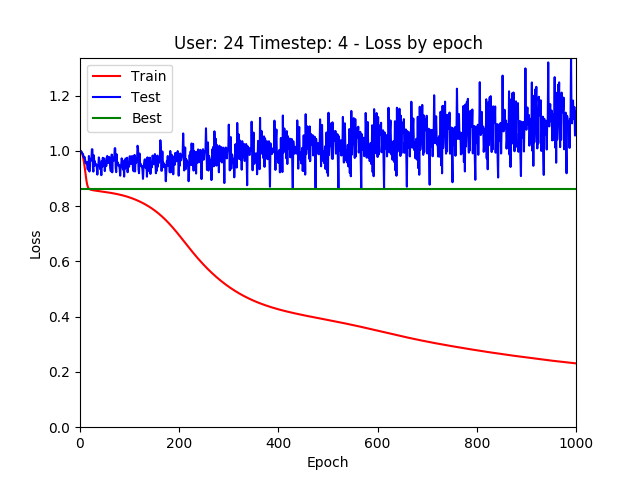 User: 24 Timestep: 4 - Loss by epoch
Train
Test
Best
Loss
1.2
1.0
0.8
0.6
0.4
0.2
0.0
0 200 400 600 800 1000
Epoch